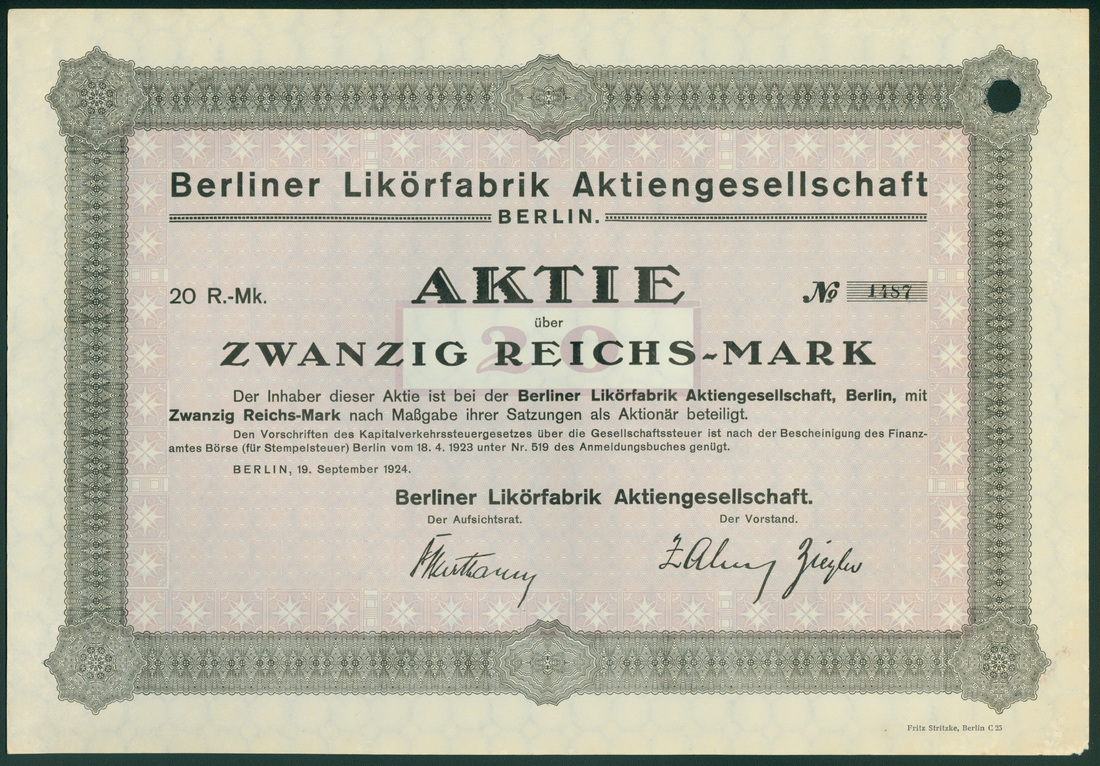 Berliner Likörfabrik Aktiengesellschaft
BERLIN.
AKTIE
20 R.-Mk.
№ 1487
über
20
ZWANZIG REICHS-MARK
Der Inhaber dieser Aktie ist bei der Berliner Likörfabrik Aktiengesellschaft, Berlin, mit
Zwanzig Reichs-Mark nach Maßgabe ihrer Satzungen als Aktionär beteiligt.
Den Vorschriften des Kapitalverkehrssteuergesetzes über die Gesellschaftssteuer ist nach der Bescheinigung des Finanz-
amtes Börse (für Stempelsteuer) Berlin vom 18. 4. 1923 unter Nr. 519 des Anmeldungsbuches genügt.
BERLIN, 19. September 1924.
Berliner Likörfabrik Aktiengesellschaft.
Der Aufsichtsrat. Der Vorstand.
Ziegler
Fritz Stritzke, Berlin C 25